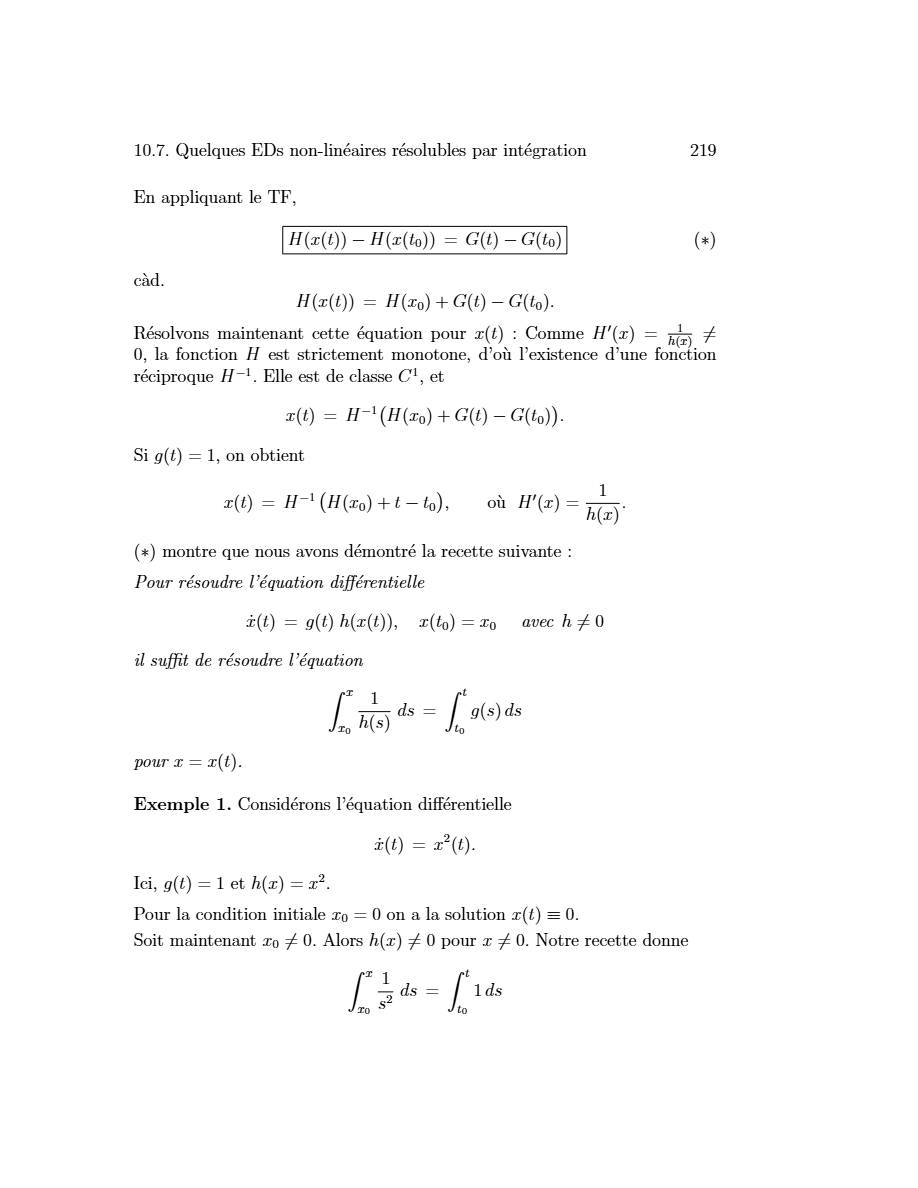 10.7. Quelques EDs non-linéaires résolubles par intégration 219
En appliquant le TF,
H(x(t)) − H(x(t₀)) = G(t) − G(t₀) (∗)
càd.
H(x(t)) = H(x₀) + G(t) − G(t₀).
Résolvons maintenant cette équation pour x(t) : Comme H′(x) = 1/h(x) ≠
0, la fonction H est strictement monotone, d'où l'existence d'une fonction
réciproque H⁻¹. Elle est de classe C¹, et
x(t) = H⁻¹(H(x₀) + G(t) − G(t₀)).
Si g(t) = 1, on obtient
x(t) = H⁻¹(H(x₀) + t − t₀), où H′(x) = 1/h(x).
(∗) montre que nous avons démontré la recette suivante :
Pour résoudre l'équation différentielle
ẋ(t) = g(t) h(x(t)), x(t₀) = x₀ avec h ≠ 0
il suffit de résoudre l'équation
∫_{x₀}^{x} 1/h(s) ds = ∫_{t₀}^{t} g(s) ds
pour x = x(t).
Exemple 1. Considérons l'équation différentielle
ẋ(t) = x²(t).
Ici, g(t) = 1 et h(x) = x².
Pour la condition initiale x₀ = 0 on a la solution x(t) ≡ 0.
Soit maintenant x₀ ≠ 0. Alors h(x) ≠ 0 pour x ≠ 0. Notre recette donne
∫_{x₀}^{x} 1/s² ds = ∫_{t₀}^{t} 1 ds